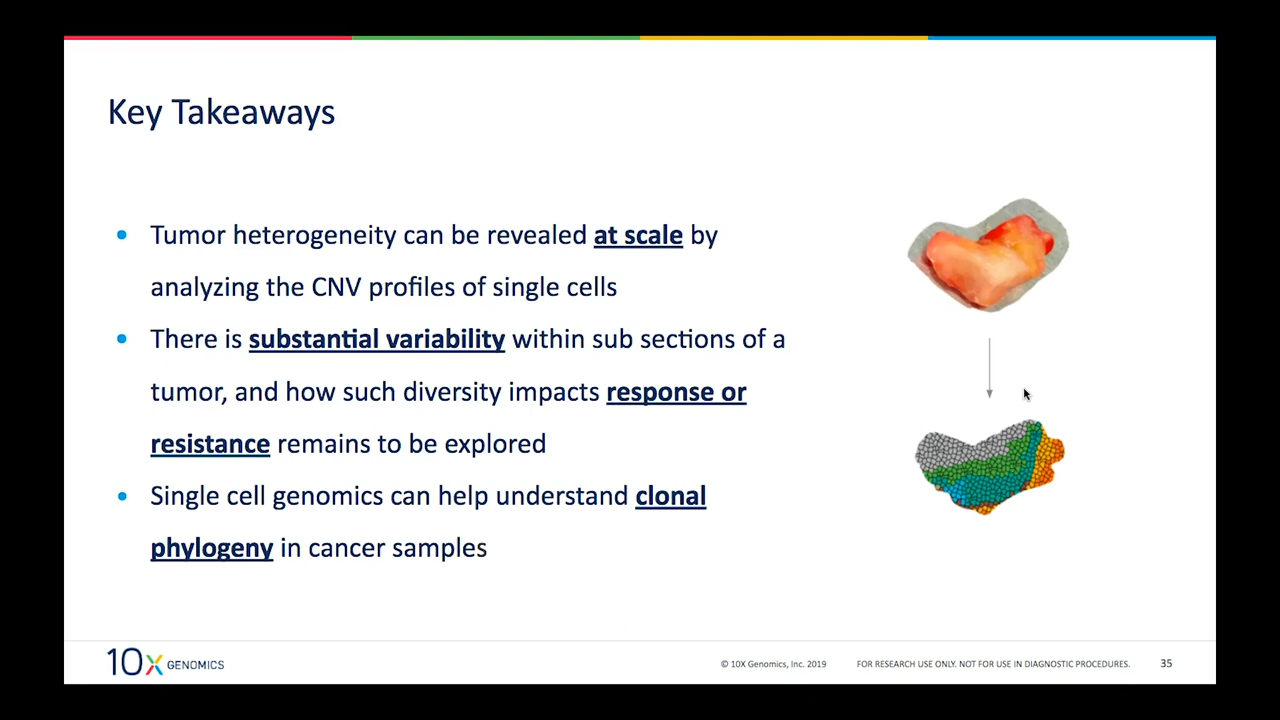 Key Takeaways
• Tumor heterogeneity can be revealed at scale by
analyzing the CNV profiles of single cells
• There is substantial variability within sub sections of a
tumor, and how such diversity impacts response or
resistance remains to be explored
• Single cell genomics can help understand clonal
phylogeny in cancer samples
10X GENOMICS
© 10X Genomics, Inc. 2019
FOR RESEARCH USE ONLY. NOT FOR USE IN DIAGNOSTIC PROCEDURES.
35